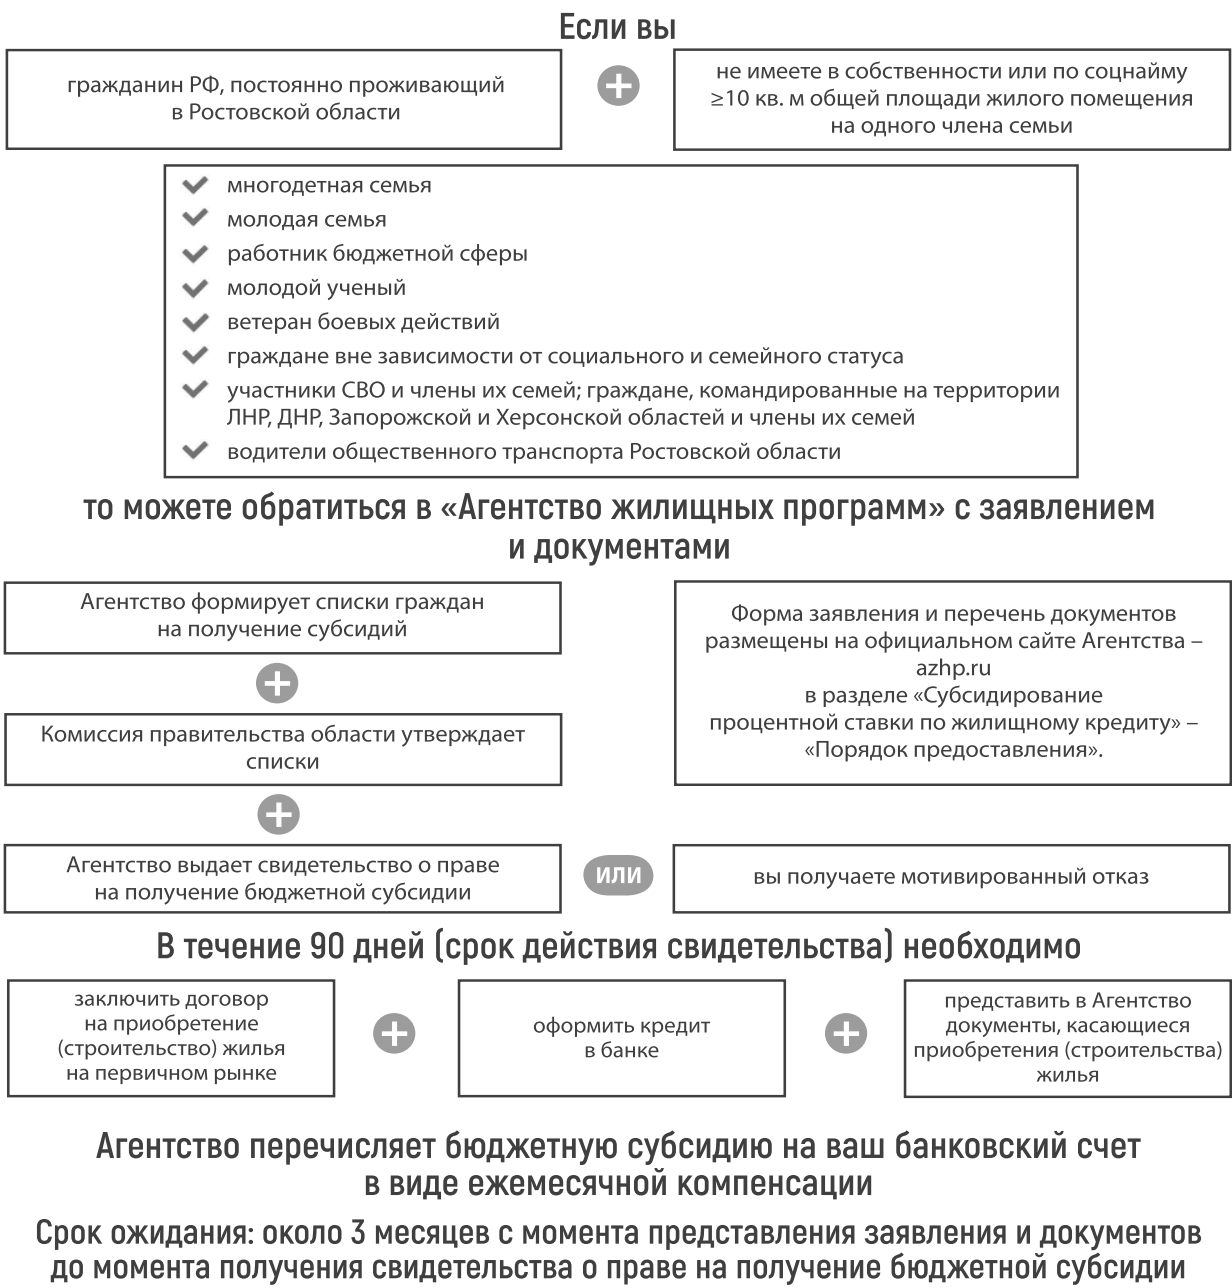 Если вы
гражданин РФ, постоянно проживающий
в Ростовской области
не имеете в собственности или по соцнайму
≥10 кв. м общей площади жилого помещения
на одного члена семьи
многодетная семья
молодая семья
работник бюджетной сферы
молодой ученый
ветеран боевых действий
граждане вне зависимости от социального и семейного статуса
участники СВО и члены их семей; граждане, командированные на территории
ЛНР, ДНР, Запорожской и Херсонской областей и члены их семей
водители общественного транспорта Ростовской области
то можете обратиться в «Агентство жилищных программ» с заявлением
и документами
Агентство формирует списки граждан
на получение субсидий
Комиссия правительства области утверждает
списки
Форма заявления и перечень документов
размещены на официальном сайте Агентства –
azhp.ru
в разделе «Субсидирование
процентной ставки по жилищному кредиту» –
«Порядок предоставления».
Агентство выдает свидетельство о праве
на получение бюджетной субсидии
ИЛИ
вы получаете мотивированный отказ
В течение 90 дней (срок действия свидетельства) необходимо
заключить договор
на приобретение
(строительство) жилья
на первичном рынке
оформить кредит
в банке
представить в Агентство
документы, касающиеся
приобретения (строительства)
жилья
Агентство перечисляет бюджетную субсидию на ваш банковский счет
в виде ежемесячной компенсации
Срок ожидания: около 3 месяцев с момента представления заявления и документов
до момента получения свидетельства о праве на получение бюджетной субсидии